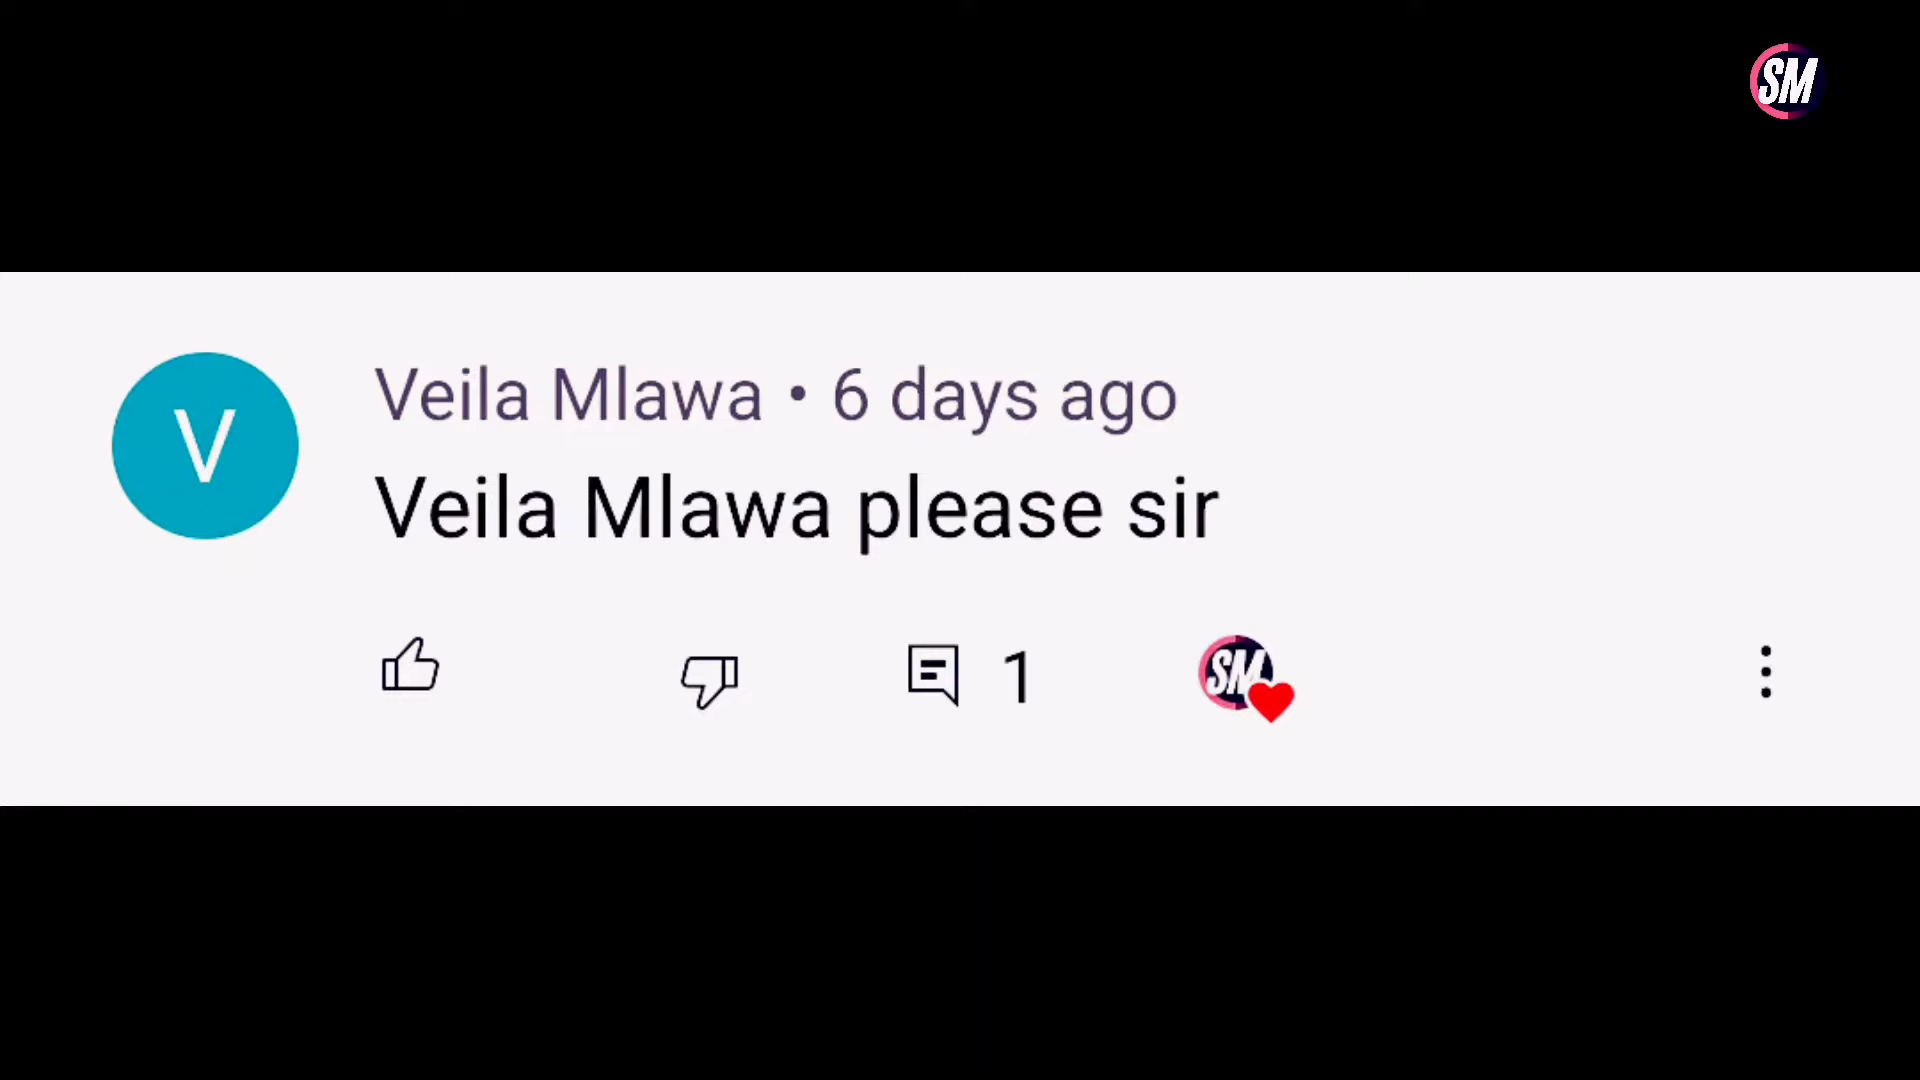 SM
V
Veila Mlawa • 6 days ago
Veila Mlawa please sir
1
SM